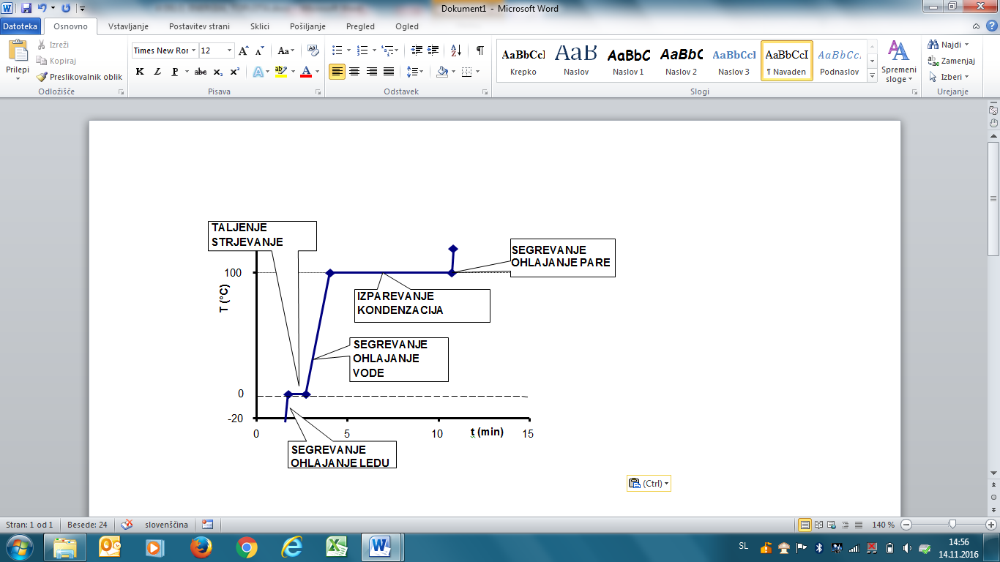 Dokument1 - Microsoft Word
Datoteka Osnovno Vstavljanje Postavitev strani Sklici Pošiljanje Pregled Ogled
Prilepi
Izreži
Kopiraj
Preslikovalnik oblik
Odložišče
Times New Ror 12
Aa
K L P abc x₂ x²
Pisava
Odstavek
AaBbCcI AaB AaBbC AaBbC AaBbCcI AaBbCcI AaBbCc.
Krepko Naslov Naslov 1 Naslov 2 Naslov 3 ¶ Navaden Podnaslov
Spremeni
sloge
Slogi
Najdi
Zamenjaj
Izberi
Urejanje
TALJENJE
STRJEVANJE
SEGREVANJE
OHLAJANJE PARE
100
T (°C)
IZPAREVANJE
KONDENZACIJA
SEGREVANJE
OHLAJANJE
VODE
0
-20
0 5 10 t (min) 15
SEGREVANJE
OHLAJANJE LEDU
(Ctrl)
Stran: 1 od 1 Besede: 24 slovenščina 140 %
SL 14:56
14.11.2016